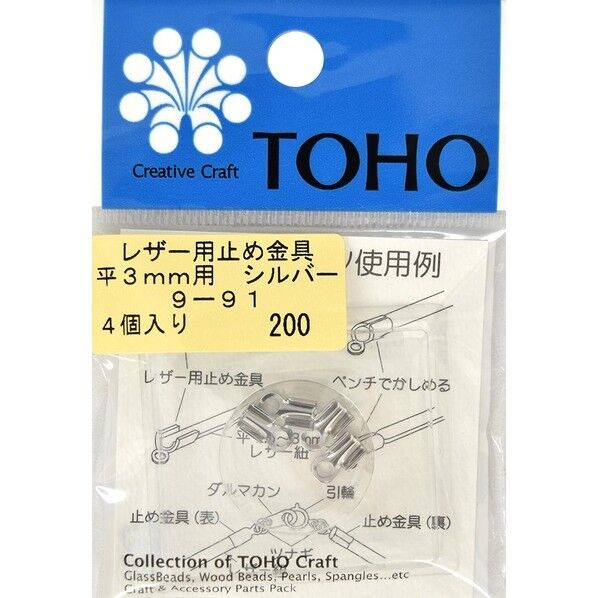 Creative Craft
TOHO
レザー用止め金具
平3mm用 シルバー
9-91
4個入り 200
使用例
レザー用止め金具
ペンチでかしめる
3mm
レザー紐
ダルマカン
引輪
止め金具(表)
止め金具(裏)
ツナギ
Collection of TOHO Craft
GlassBeads, Wood Beads, Pearls, Spangles...etc
Craft & Accessory Parts Pack